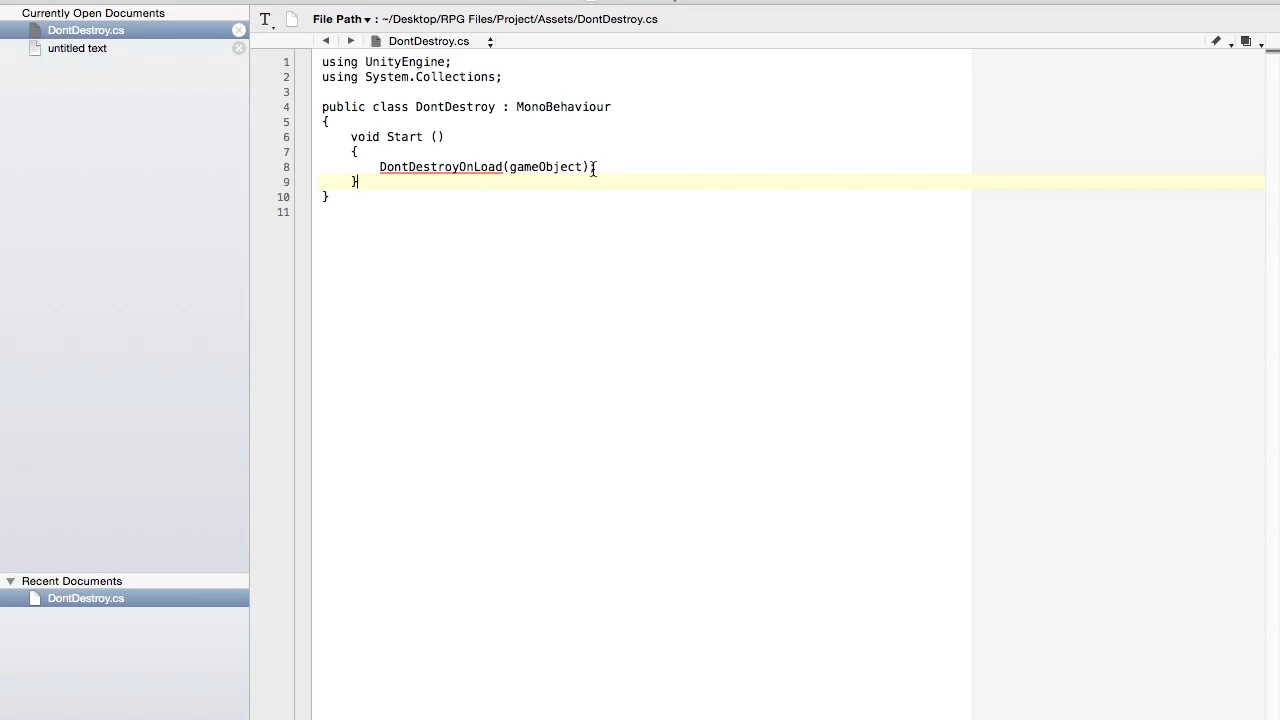 Currently Open Documents
DontDestroy.cs
untitled text
File Path ▾ : ~/Desktop/RPG Files/Project/Assets/DontDestroy.cs
DontDestroy.cs
1 using UnityEngine;
2 using System.Collections;
3
4 public class DontDestroy : MonoBehaviour
5 {
6 void Start ()
7 {
8 DontDestroyOnLoad(gameObject);
9 }
10 }
11
Recent Documents
DontDestroy.cs